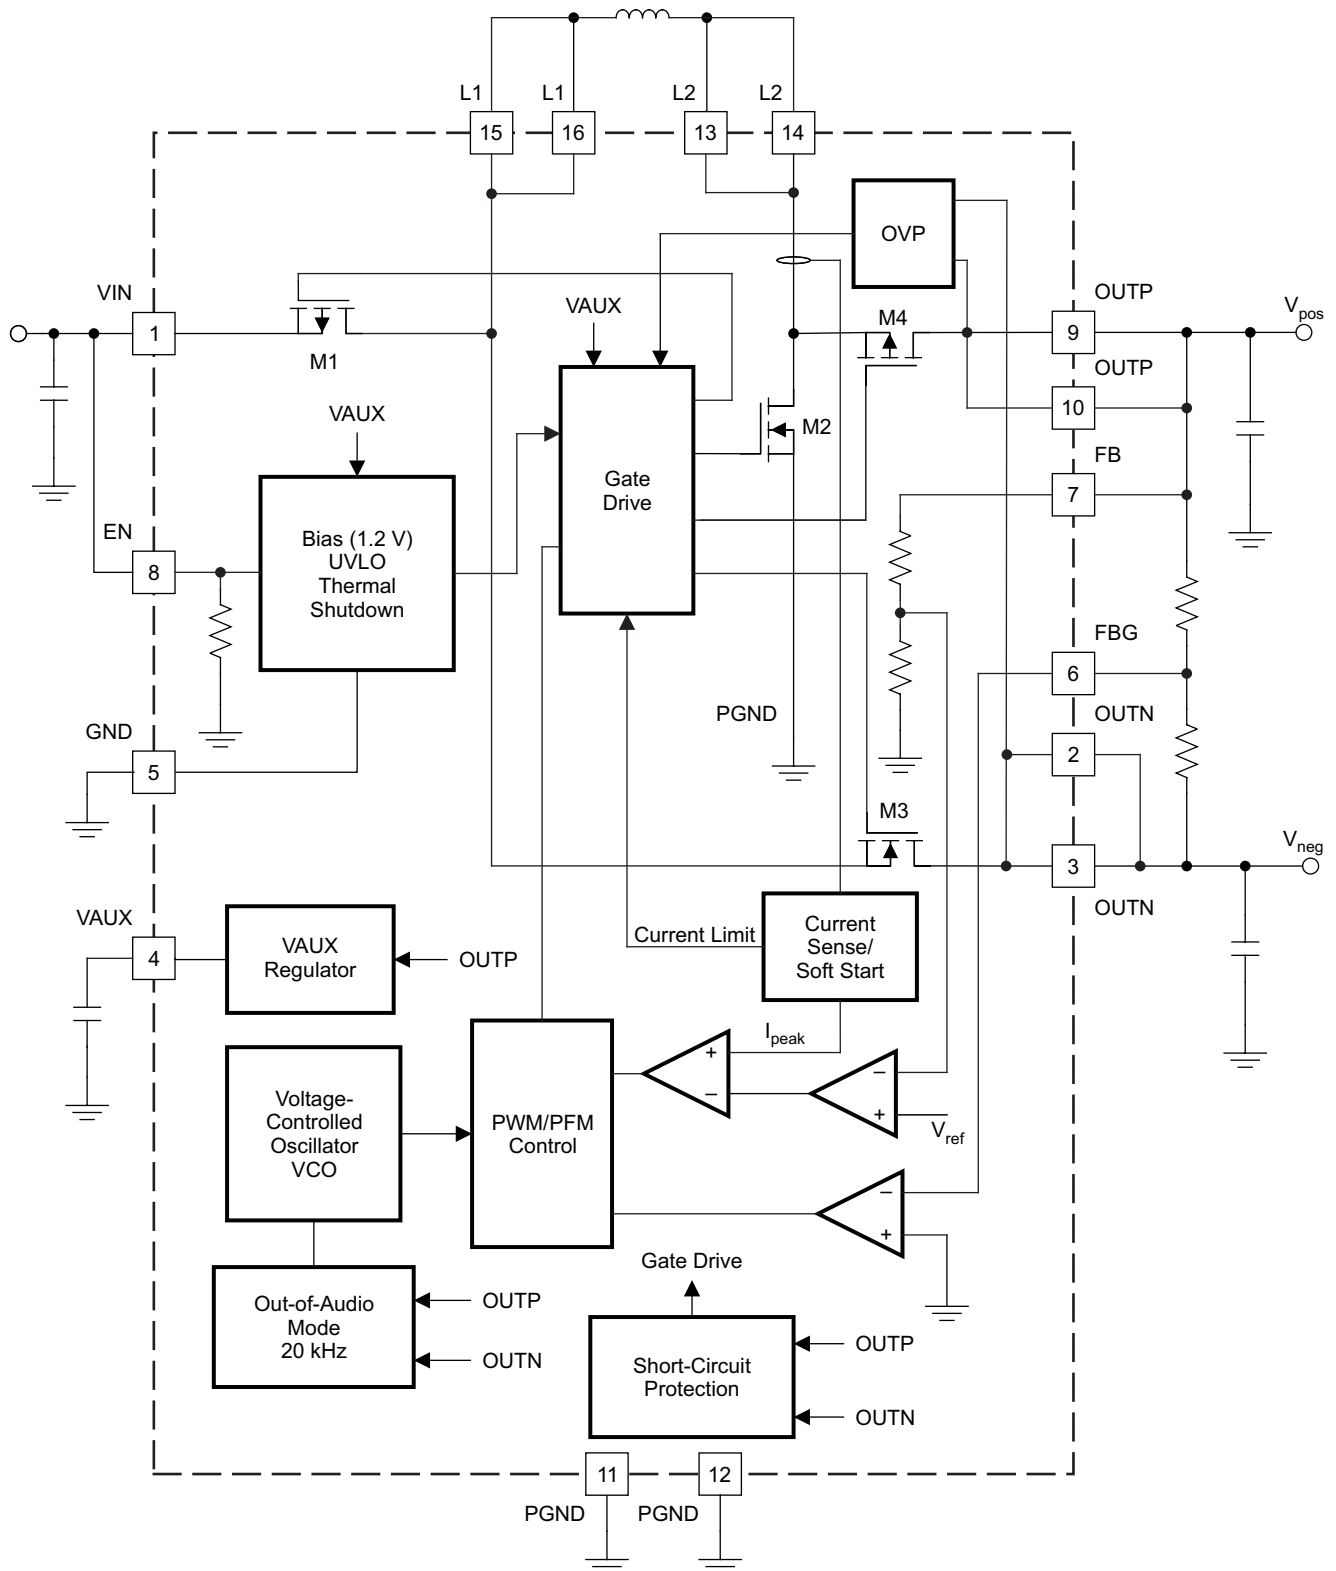 L1
L1
L2
L2
15
16
13
14
OVP
VIN
1
M1
VAUX
M4
OUTP
9
Vpos
OUTP
10
VAUX
M2
FB
7
Gate
Drive
EN
8
Bias (1.2 V)
UVLO
Thermal
Shutdown
FBG
6
PGND
OUTN
2
GND
5
M3
Vneg
3
OUTN
VAUX
4
VAUX
Regulator
OUTP
Current Limit
Current
Sense/
Soft Start
Ipeak
+
–
–
+
Vref
Voltage-
Controlled
Oscillator
VCO
PWM/PFM
Control
–
+
Gate Drive
Out-of-Audio
Mode
20 kHz
OUTP
OUTN
Short-Circuit
Protection
OUTP
OUTN
11
12
PGND
PGND